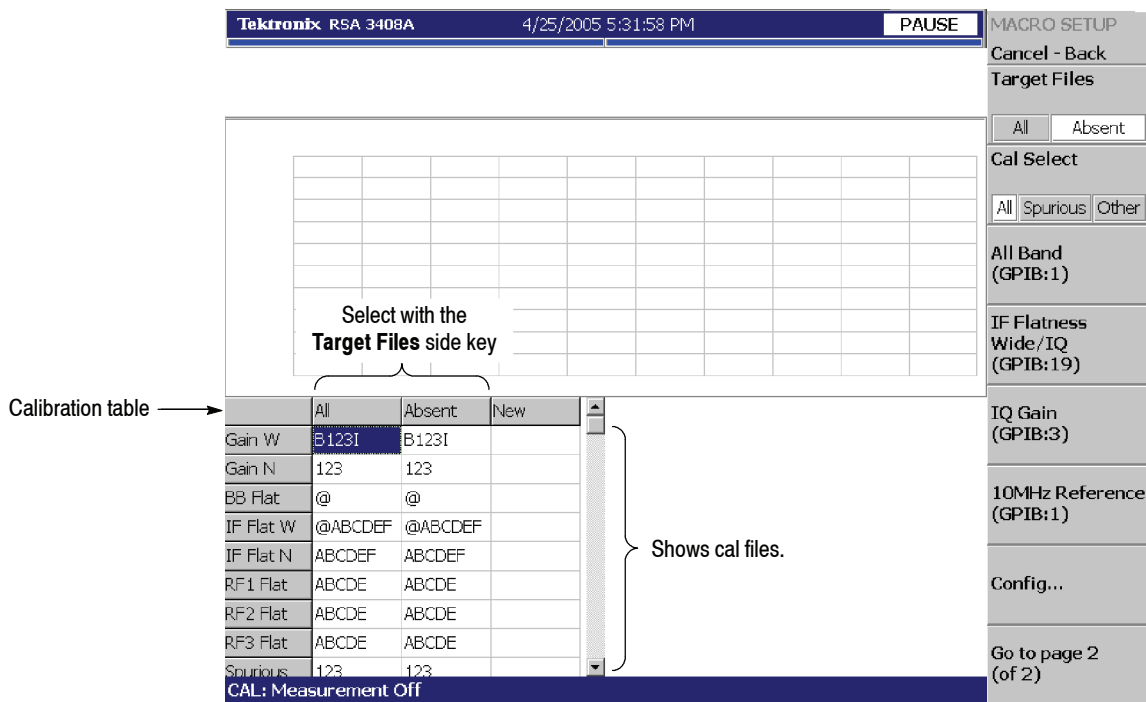 Tektronix RSA 3408A 4/25/2005 5:31:58 PM PAUSE
MACRO SETUP
Cancel - Back
Target Files
All Absent
Cal Select
All Spurious Other
All Band
(GPIB:1)
IF Flatness
Wide/IQ
(GPIB:19)
IQ Gain
(GPIB:3)
10MHz Reference
(GPIB:1)
Config...
Go to page 2
(of 2)
Select with the
Target Files side key
Calibration table
All Absent New
Gain W B123I B123I
Gain N 123 123
BB Flat @ @
IF Flat W @ABCDEF @ABCDEF
IF Flat N ABCDEF ABCDEF
RF1 Flat ABCDE ABCDE
RF2 Flat ABCDE ABCDE
RF3 Flat ABCDE ABCDE
Spurious 123 123
Shows cal files.
CAL: Measurement Off